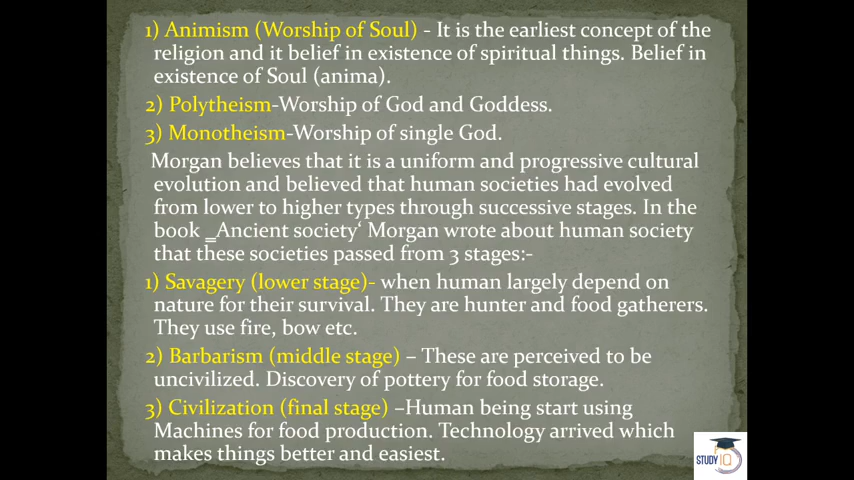 1) Animism (Worship of Soul) - It is the earliest concept of the
religion and it belief in existence of spiritual things. Belief in
existence of Soul (anima).
2) Polytheism-Worship of God and Goddess.
3) Monotheism-Worship of single God.
Morgan believes that it is a uniform and progressive cultural
evolution and believed that human societies had evolved
from lower to higher types through successive stages. In the
book ‗Ancient society‘ Morgan wrote about human society
that these societies passed from 3 stages:-
1) Savagery (lower stage)- when human largely depend on
nature for their survival. They are hunter and food gatherers.
They use fire, bow etc.
2) Barbarism (middle stage) – These are perceived to be
uncivilized. Discovery of pottery for food storage.
3) Civilization (final stage) –Human being start using
Machines for food production. Technology arrived which
makes things better and easiest.
STUDY IQ